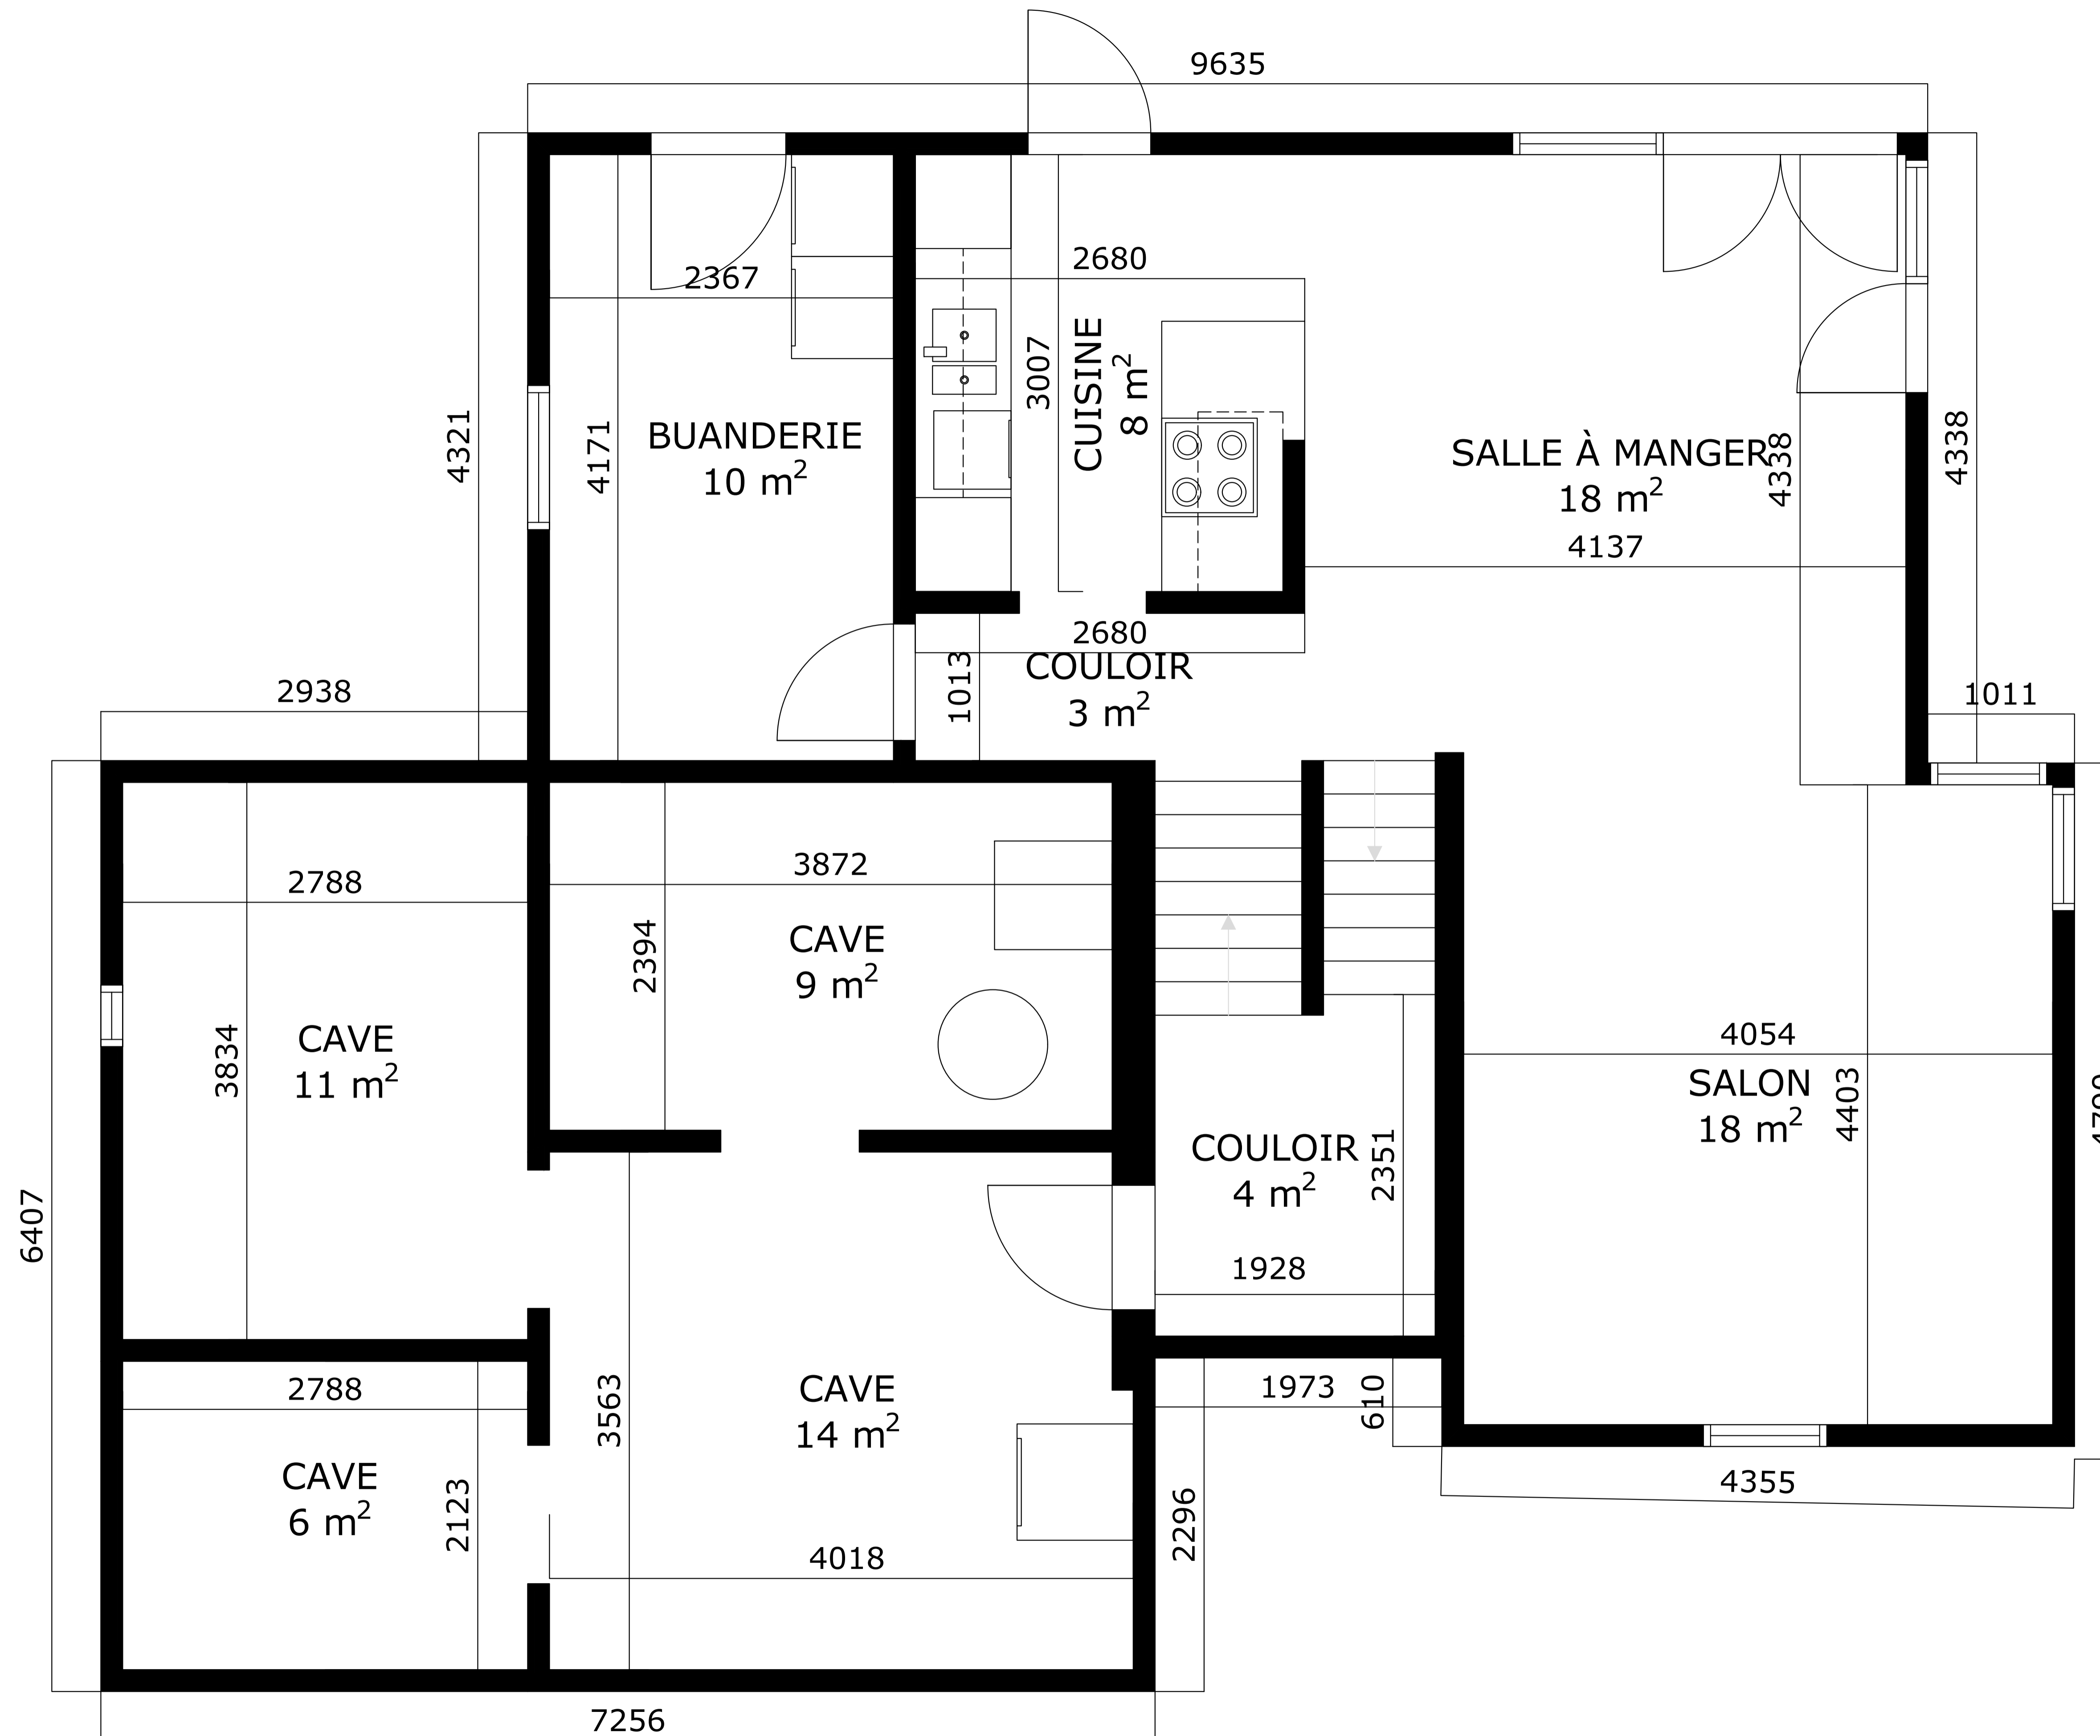 9635
2367
2680
3007
CUISINE
8 m²
4321
4171
BUANDERIE
10 m²
SALLE À MANGER
18 m²
4338
4338
4137
2680
1013
COULOIR
3 m²
2938
1011
2788
3872
2394
CAVE
9 m²
3834
CAVE
11 m²
4054
SALON
18 m²
4403
COULOIR
4 m²
2351
6407
1928
2788
3563
CAVE
14 m²
1973
610
CAVE
6 m²
2123
4355
2296
4018
7256